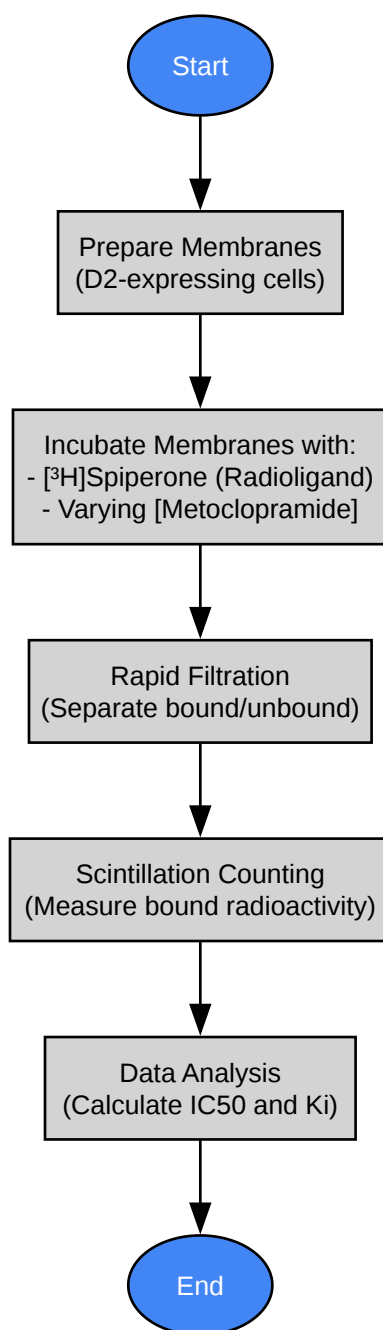 Start
Prepare Membranes
(D2-expressing cells)
Incubate Membranes with:
- [³H]Spiperone (Radioligand)
- Varying [Metoclopramide]
Rapid Filtration
(Separate bound/unbound)
Scintillation Counting
(Measure bound radioactivity)
Data Analysis
(Calculate IC50 and Ki)
End